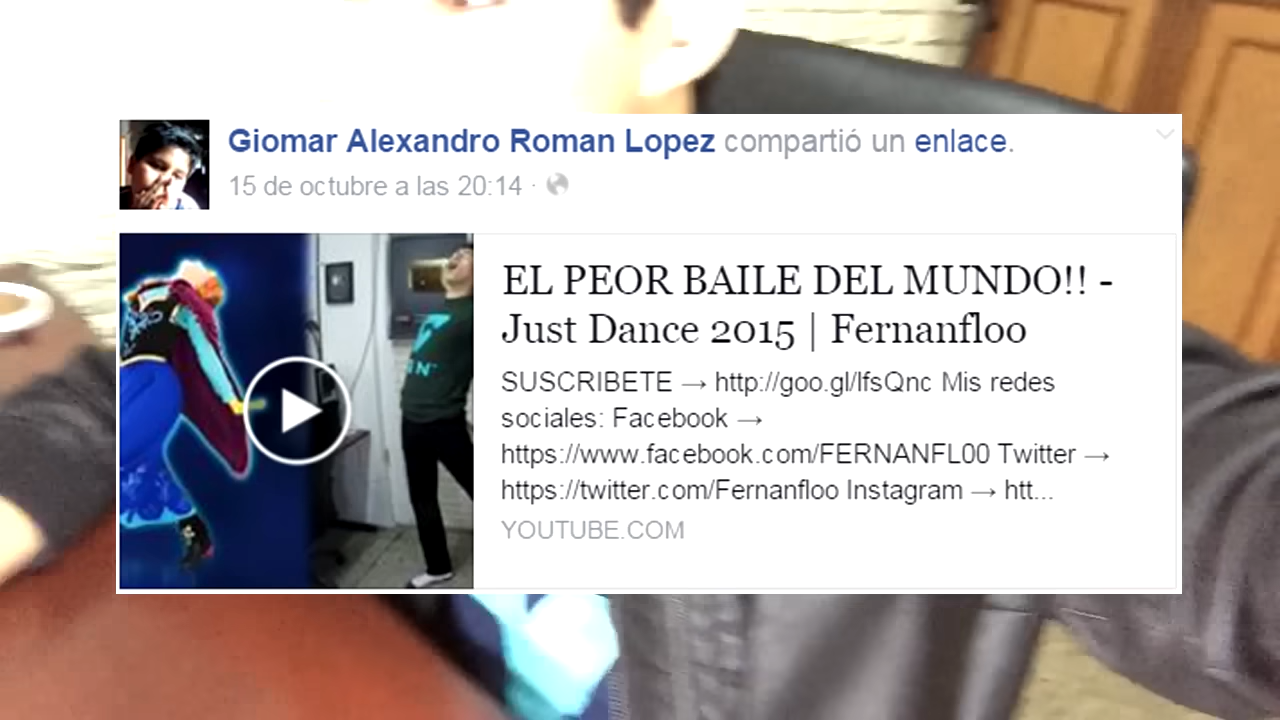 Giomar Alexandro Roman Lopez compartió un enlace.
15 de octubre a las 20:14 ·
EL PEOR BAILE DEL MUNDO!! -
Just Dance 2015 | Fernanfloo
SUSCRIBETE → http://goo.gl/lfsQnc Mis redes
sociales: Facebook →
https://www.facebook.com/FERNANFL00 Twitter →
https://twitter.com/Fernanfloo Instagram → htt...
YOUTUBE.COM